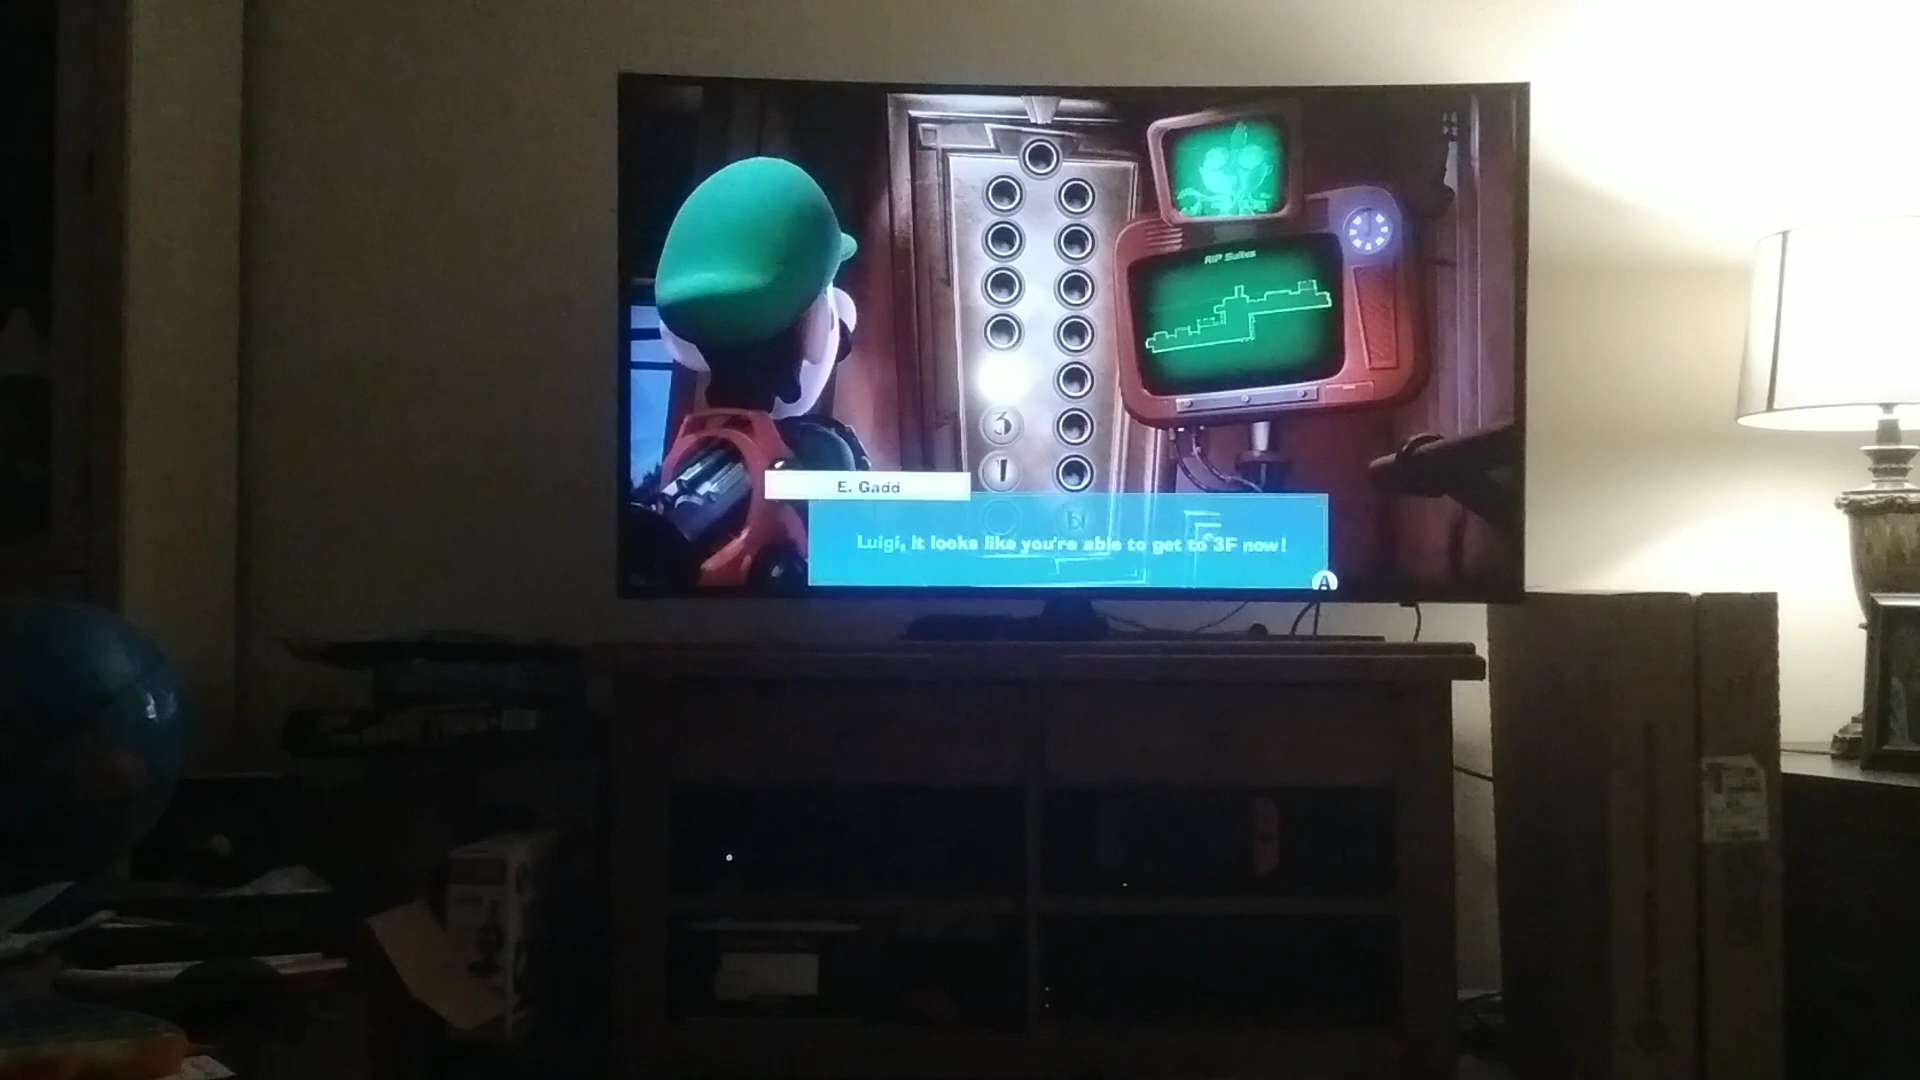 RIP Suites
3
1
B
E. Gadd
Luigi, it looks like you're able to get to 3F now!
A